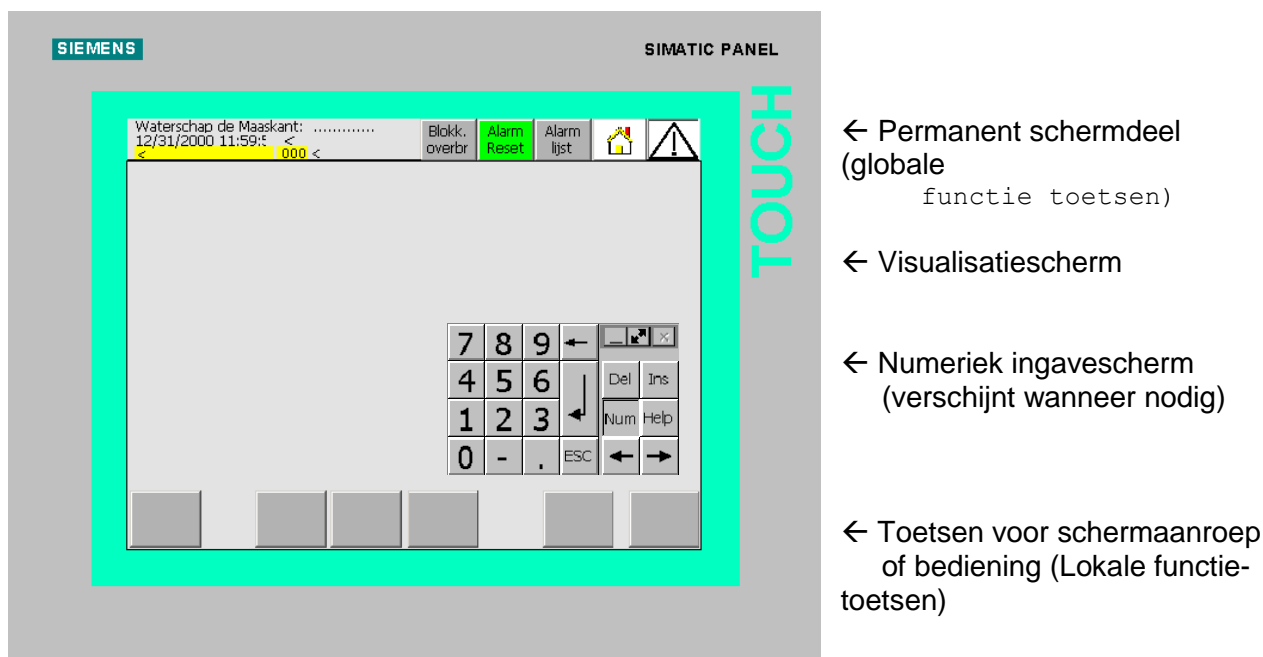 SIEMENS
SIMATIC PANEL
TOUCH
Waterschap de Maaskant: .............
12/31/2000 11:59:5 <
< 000 <
Blokk.
overbr
Alarm
Reset
Alarm
lijst
← Permanent schermdeel
(globale
functie toetsen)
← Visualisatiescherm
7 8 9 ←
4 5 6 Del Ins
1 2 3 Num Help
0 - . ESC ← →
← Numeriek ingavescherm
(verschijnt wanneer nodig)
← Toetsen voor schermaanroep
of bediening (Lokale functie-
toetsen)